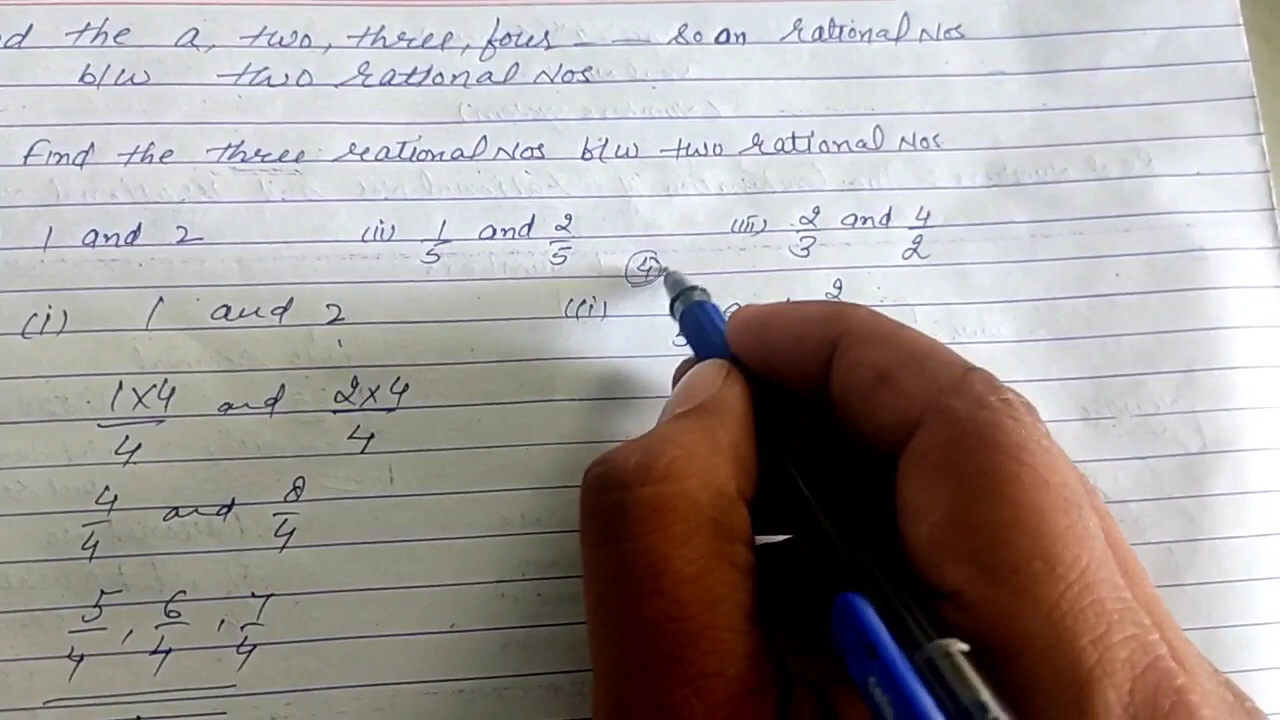 d the a, two, three, four - - so on rational Nos
b/w two rational Nos
Find the three rational Nos b/w two rational Nos
1 and 2 (ii) 1/5 and 2/5 (iii) 2/3 and 4/2
4
(i) 1 and 2 (ii) 2
1×4/4 and 2×4/4
4/4 and 8/4
5/4, 6/4, 7/4